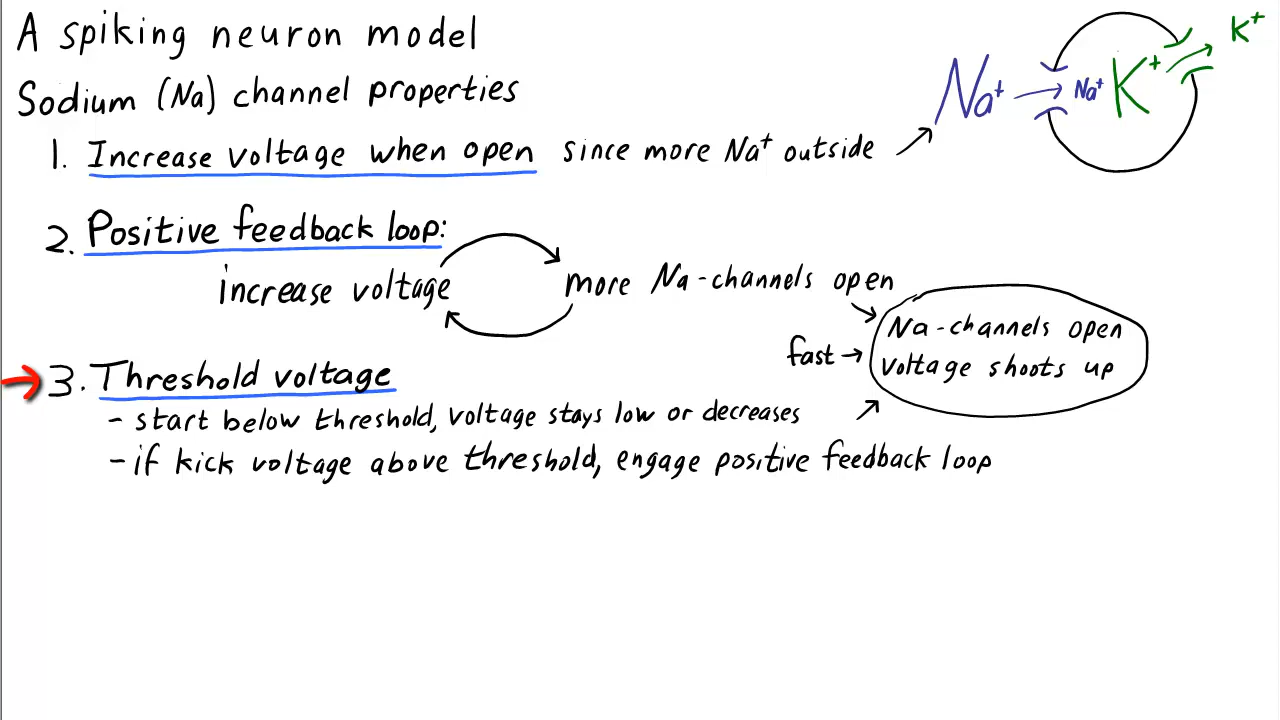 A spiking neuron model
Sodium (Na) channel properties
Na⁺ → Na⁺ K⁺ → K⁺
1. Increase voltage when open since more Na⁺ outside
2. Positive feedback loop:
increase voltage more Na-channels open
Na-channels open
fast → voltage shoots up
3. Threshold voltage
- start below threshold, voltage stays low or decreases
- if kick voltage above threshold, engage positive feedback loop